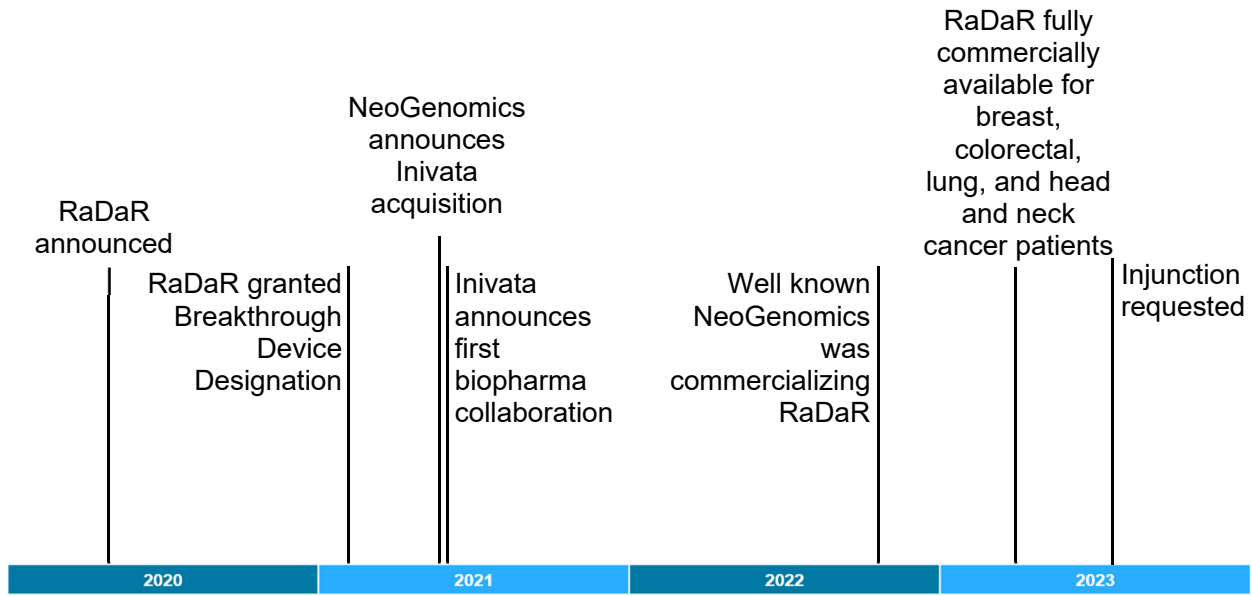 RaDaR
announced
RaDaR granted
Breakthrough
Device
Designation
NeoGenomics
announces
Inivata
acquisition
Inivata
announces
first
biopharma
collaboration
Well known
NeoGenomics
was
commercializing
RaDaR
RaDaR fully
commercially
available for
breast,
colorectal,
lung, and head
and neck
cancer patients
Injunction
requested
2020
2021
2022
2023